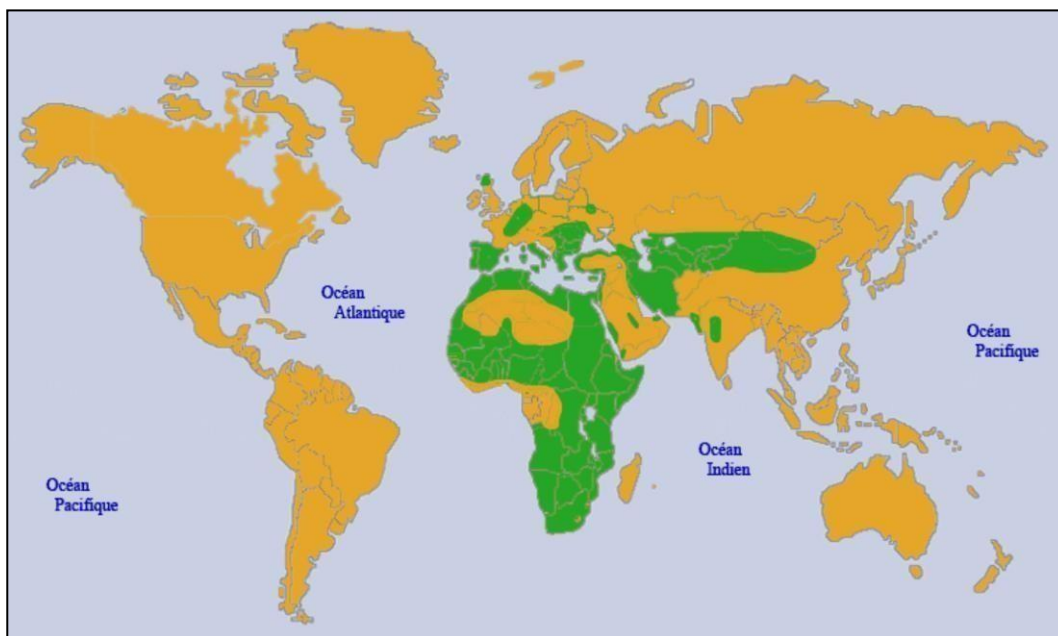 Océan
Atlantique
Océan
Pacifique
Océan
Indien
Océan
Pacifique